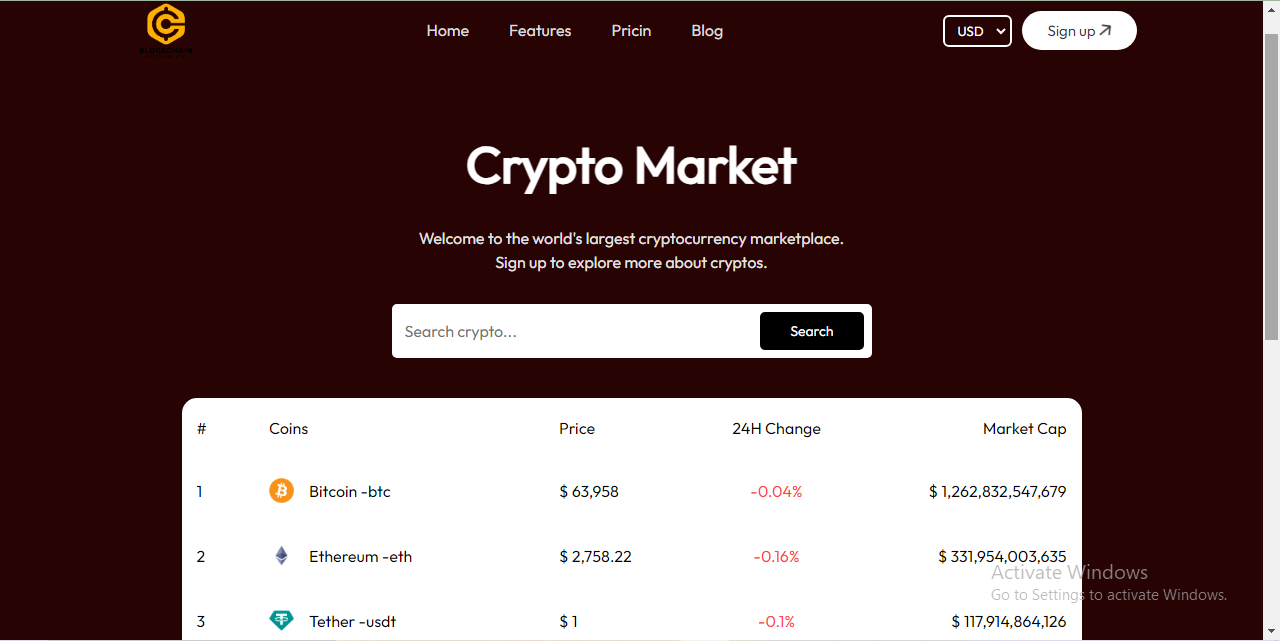 BLOCKCHAIN
Home Features Pricin Blog USD Sign up
Crypto Market
Welcome to the world's largest cryptocurrency marketplace.
Sign up to explore more about cryptos.
Search crypto... Search
# Coins Price 24H Change Market Cap
1 Bitcoin -btc $ 63,958 -0.04% $ 1,262,832,547,679
2 Ethereum -eth $ 2,758.22 -0.16% $ 331,954,003,635
Activate Windows
Go to Settings to activate Windows.
3 Tether -usdt $ 1 -0.1% $ 117,914,864,126